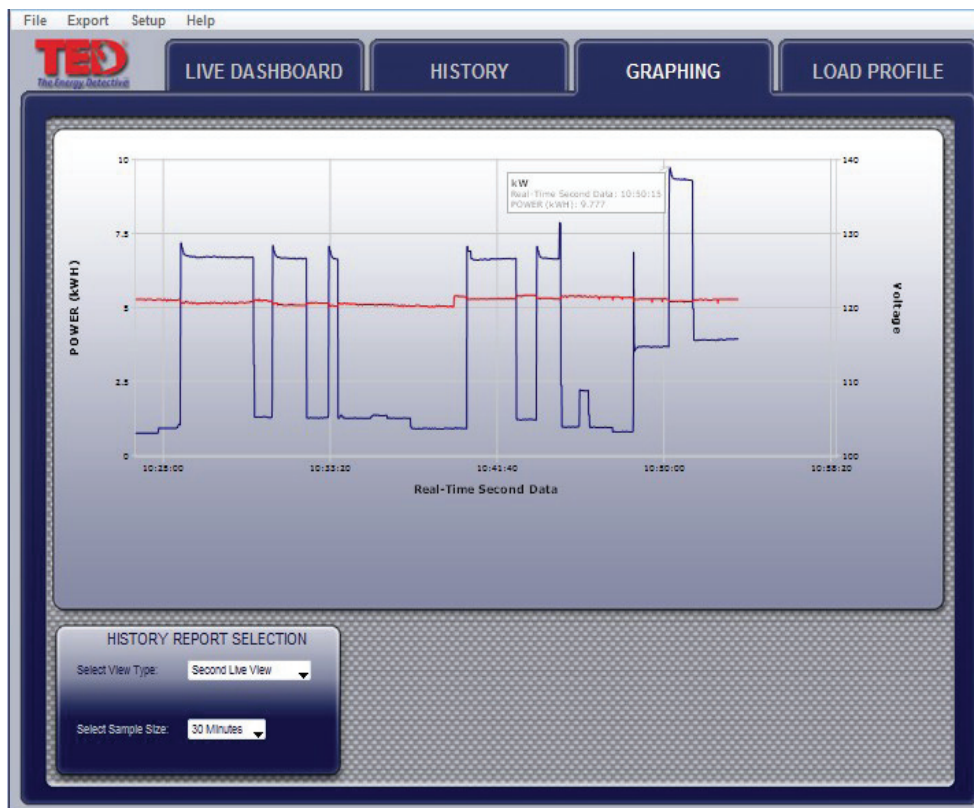 File Export Setup Help
TED
The Energy Detective
LIVE DASHBOARD HISTORY GRAPHING LOAD PROFILE
10 140
kW
Real-Time Second Data: 10:50:15
POWER (kWH): 9.777
7.5 130
POWER (kWH)
5 120
Voltage
2.5 110
0 100
10:25:00 10:33:20 10:41:40 10:50:00 10:58:20
Real-Time Second Data
HISTORY REPORT SELECTION
Select View Type: Second Live View
Select Sample Size: 30 Minutes